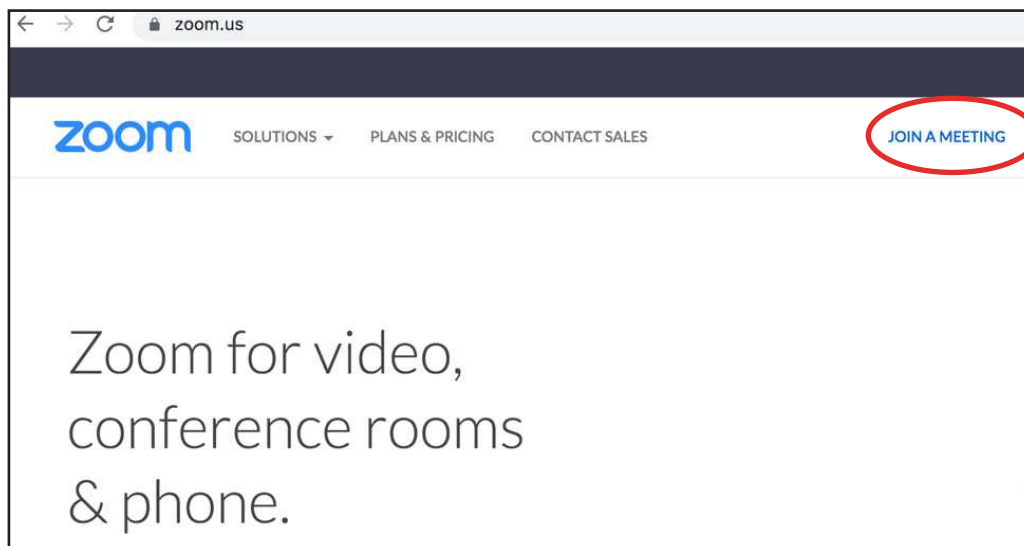 zoom.us
zoom SOLUTIONS PLANS & PRICING CONTACT SALES JOIN A MEETING
Zoom for video,
conference rooms
& phone.